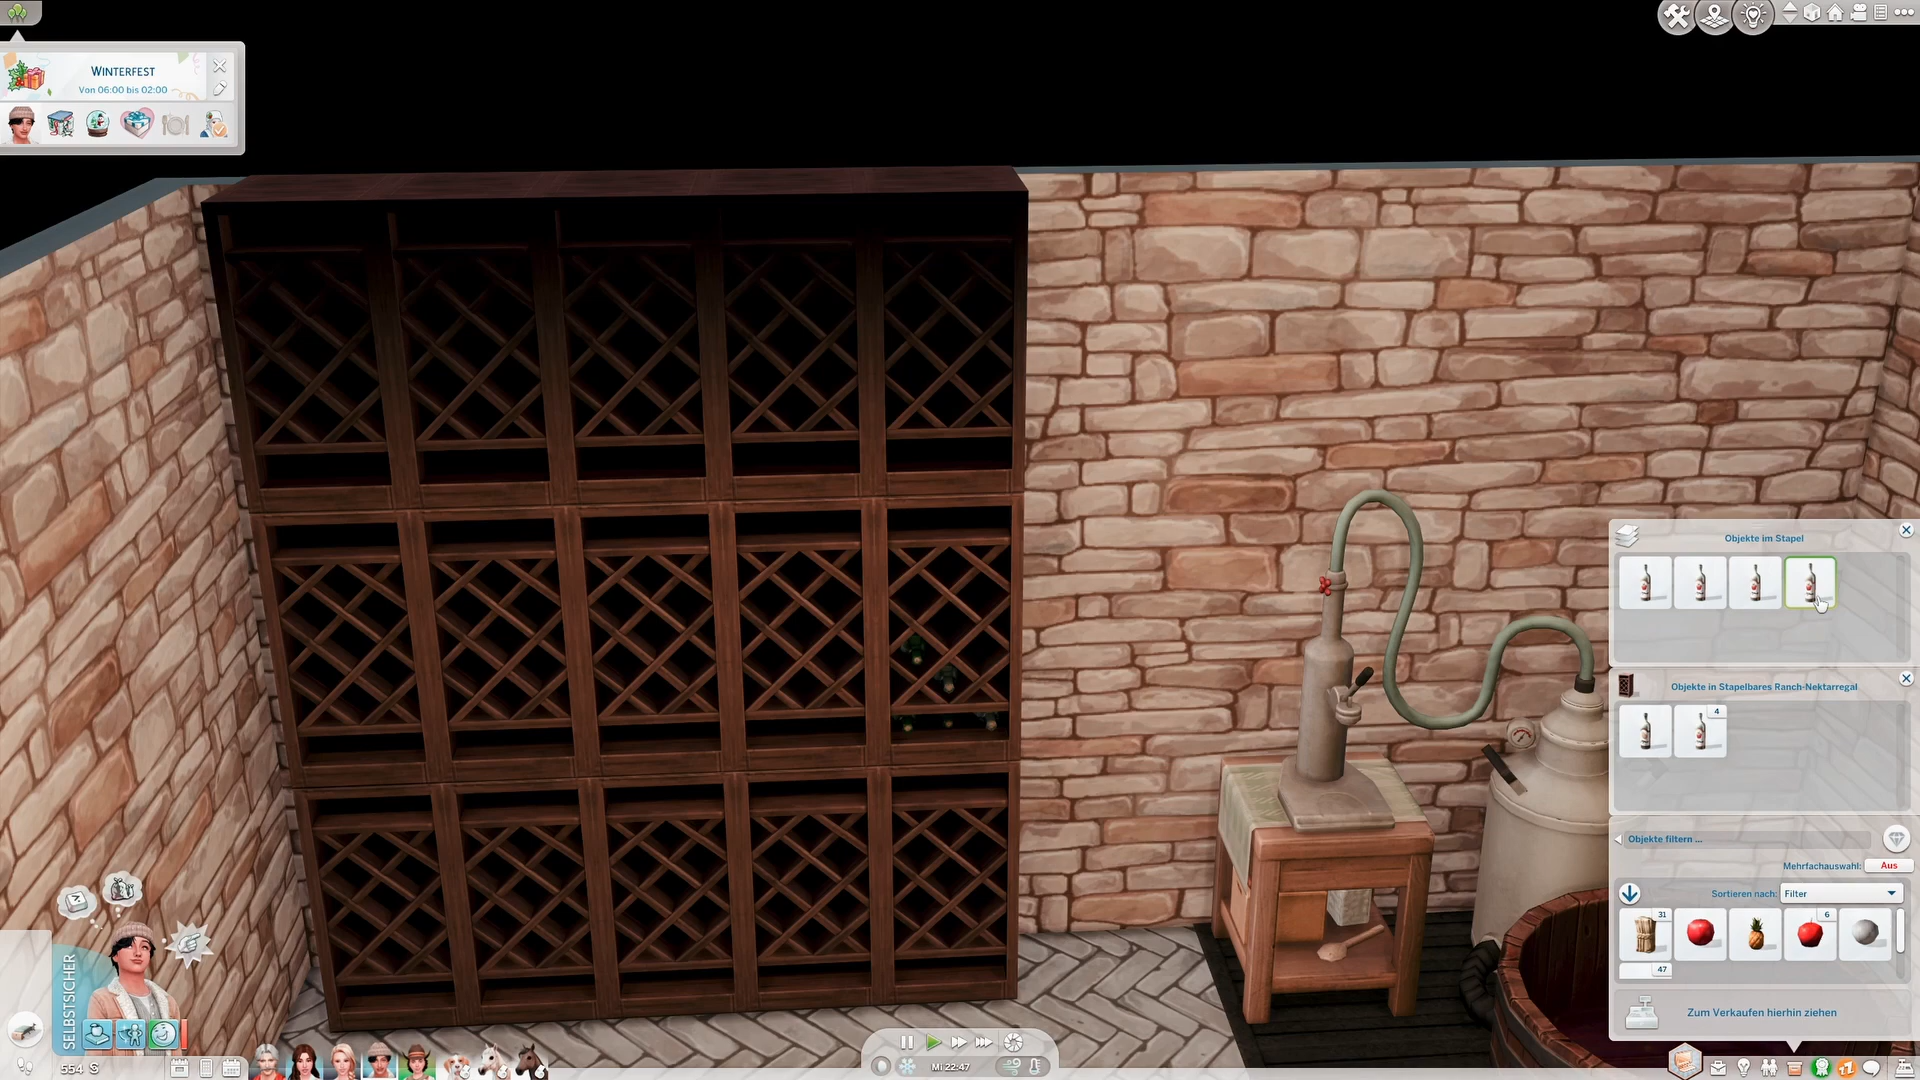 WINTERFEST
Von 06:00 bis 02:00
Objekte im Stapel
Objekte in Stapelbares Ranch-Nektarregal
4
Objekte filtern ...
Mehrfachauswahl: Aus
Sortieren nach: Filter
31
6
47
Zum Verkaufen hierhin ziehen
SELBSTSICHER
554 S
Mi 22:47